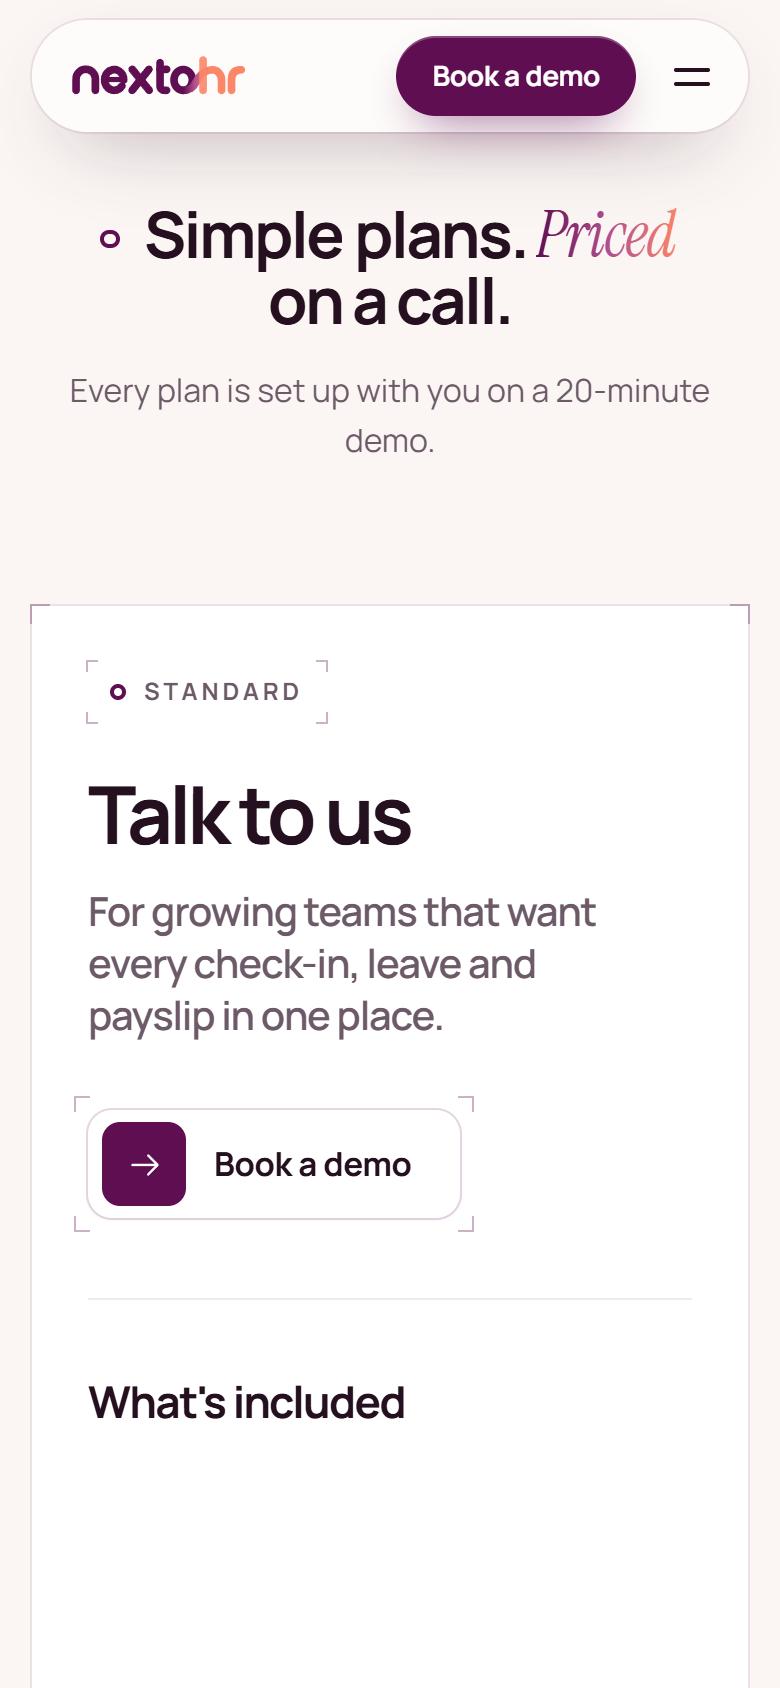 nextohr
Book a demo
Simple plans. Priced
on a call.
Every plan is set up with you on a 20-minute
demo.
STANDARD
Talk to us
For growing teams that want
every check-in, leave and
payslip in one place.
Book a demo
What's included